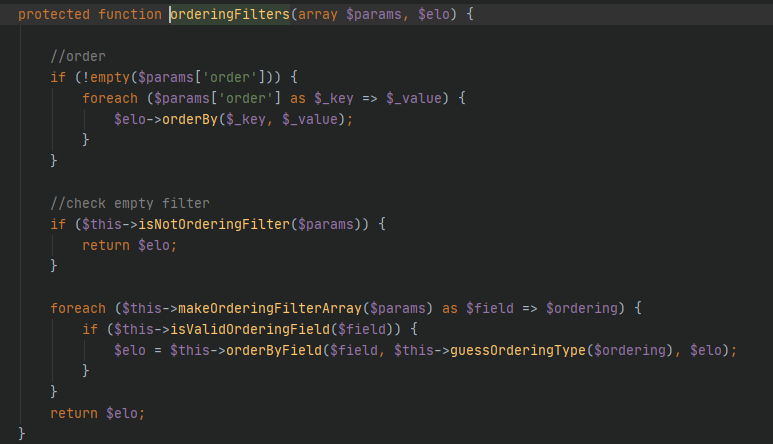 protected function orderingFilters(array $params, $elo) {
//order
if (!empty($params['order'])) {
foreach ($params['order'] as $_key => $_value) {
$elo->orderBy($_key, $_value);
}
}
//check empty filter
if ($this->isNotOrderingFilter($params)) {
return $elo;
}
foreach ($this->makeOrderingFilterArray($params) as $field => $ordering) {
if ($this->isValidOrderingField($field)) {
$elo = $this->orderByField($field, $this->guessOrderingType($ordering), $elo);
}
}
return $elo;
}